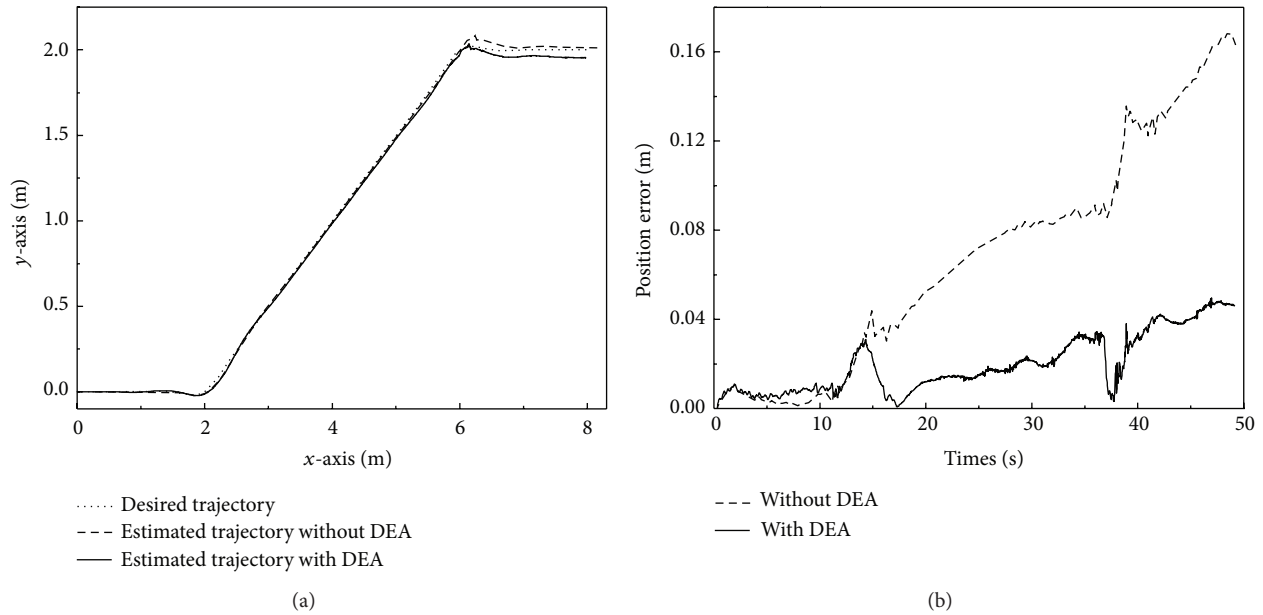 2.0
1.5
1.0
0.5
0.0
y-axis (m)
0 2 4 6 8
x-axis (m)
Desired trajectory
Estimated trajectory without DEA
Estimated trajectory with DEA
(a)
0.16
0.12
0.08
0.04
0.00
Position error (m)
0 10 20 30 40 50
Times (s)
Without DEA
With DEA
(b)